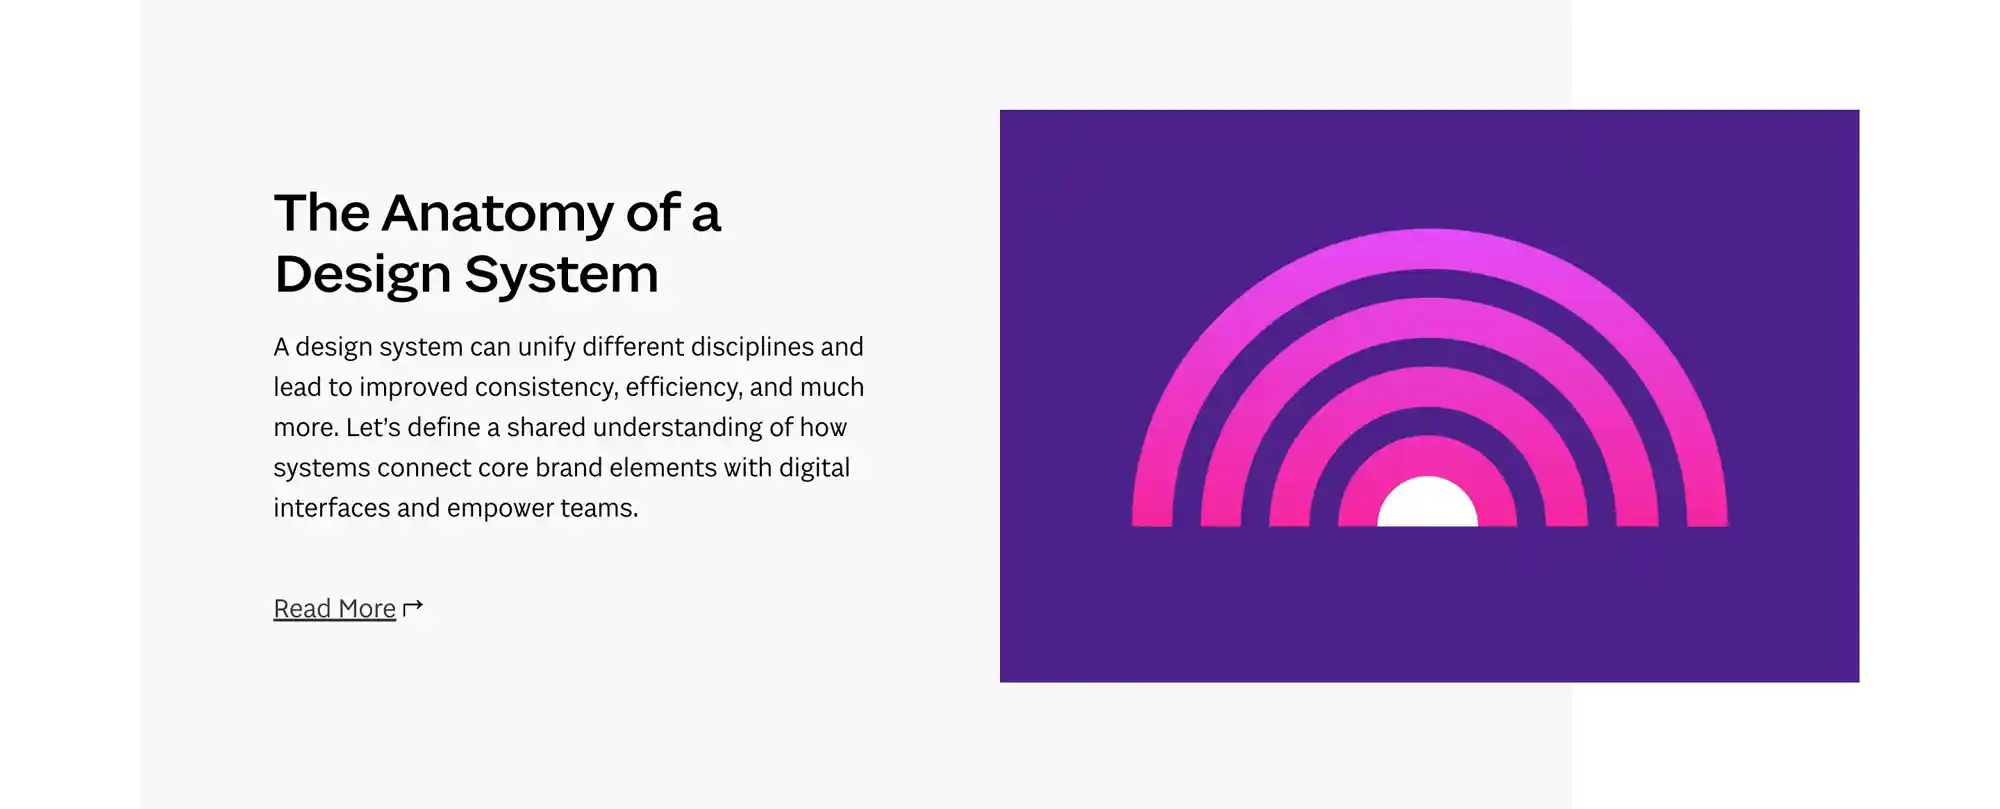 The Anatomy of a
Design System
A design system can unify different disciplines and
lead to improved consistency, efficiency, and much
more. Let’s define a shared understanding of how
systems connect core brand elements with digital
interfaces and empower teams.
Read More